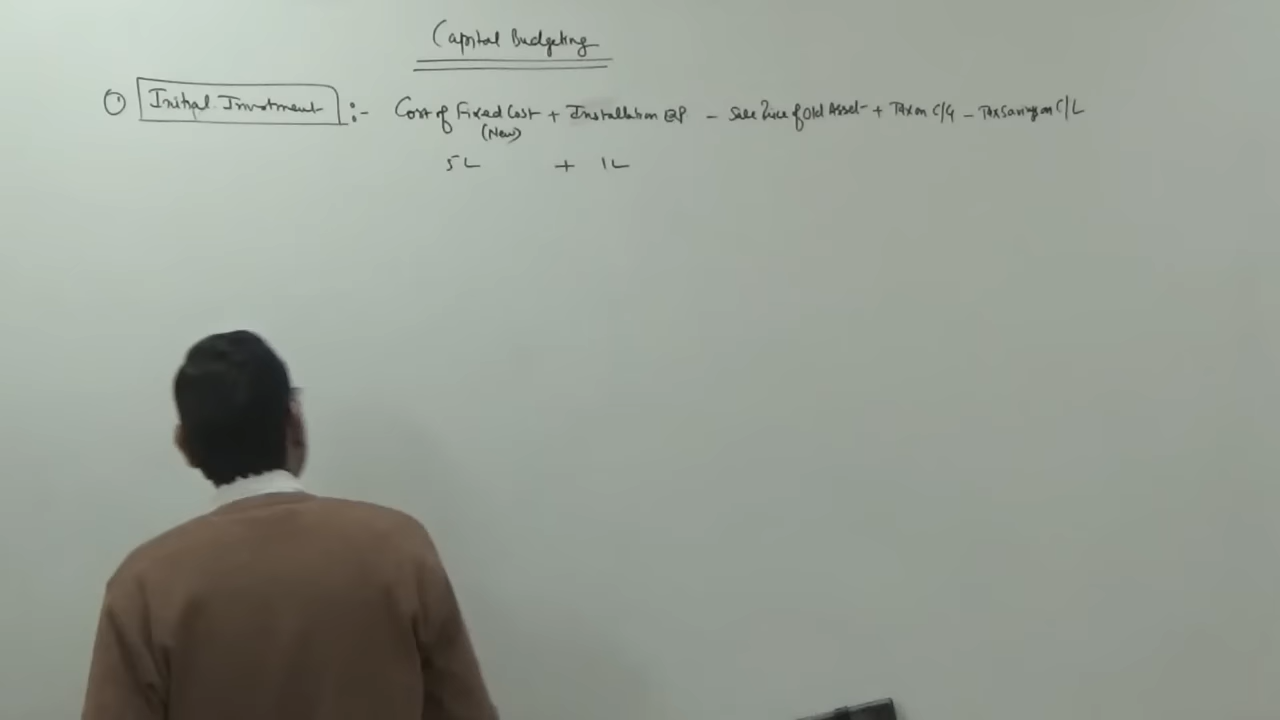 Capital Budgeting
① Initial Investment :- Cost of Fixed Cost + Installation Exp - Sale Price of Old Asset + Tax on C/G - Tax Saving on C/L
(New)
5L + 1L